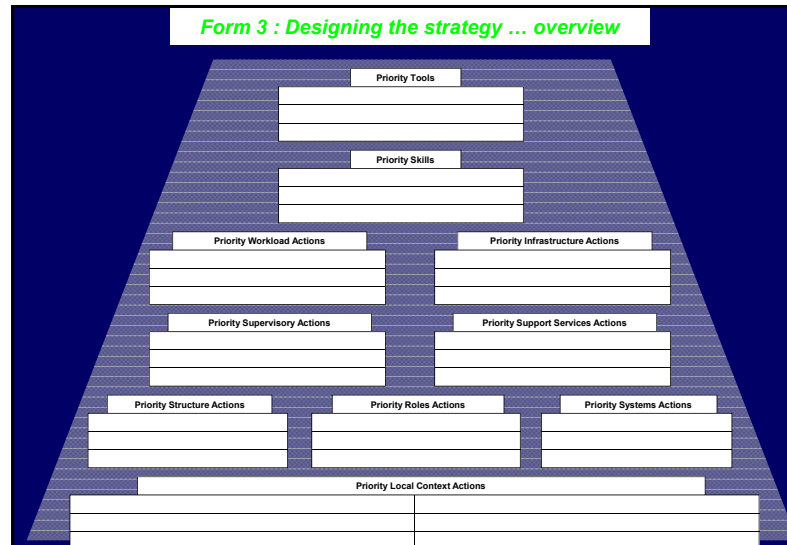 Form 3 : Designing the strategy … overview
Priority Tools
Priority Skills
Priority Workload Actions
Priority Infrastructure Actions
Priority Supervisory Actions
Priority Support Services Actions
Priority Structure Actions
Priority Roles Actions
Priority Systems Actions
Priority Local Context Actions